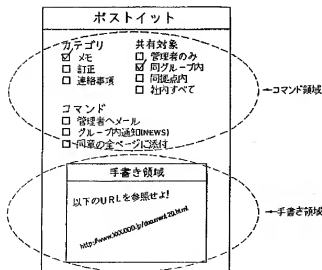 ポストイット
カテゴリ
☑ メモ
□ 訂正
□ 連絡事項
共有対象
□ 管理者のみ
☑ 同グループ内
□ 同拠点内
□ 社内すべて
コマンド
□ 管理者へメール
□ グループ内通知(NEWS)
□ 同章の全ページに添付
コマンド領域
手書き領域
以下のURLを参照せよ!
手書き領域